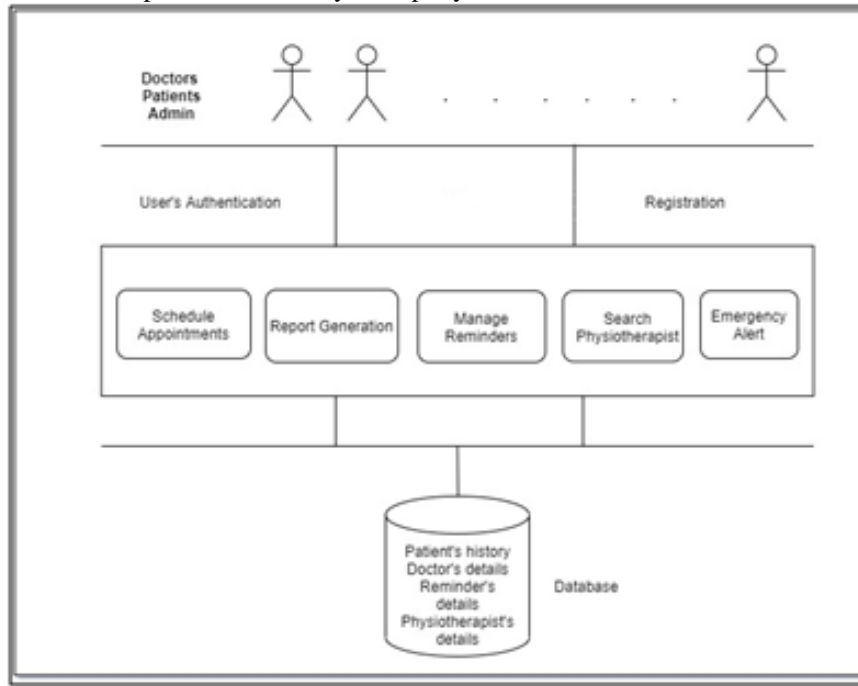 Doctors
Patients
Admin
User's Authentication
Registration
Schedule
Appointments
Report Generation
Manage
Reminders
Search
Physiotherapist
Emergency
Alert
Patient's history
Doctor's details
Reminder's
details
Physiotherapist's
details
Database